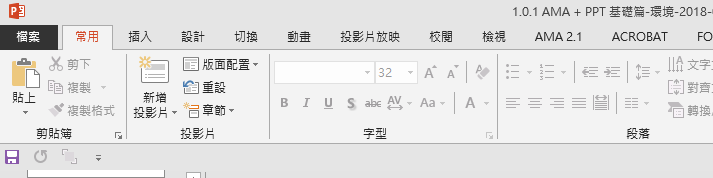 1.0.1 AMA + PPT 基礎篇-環境-2018-
檔案 常用 插入 設計 切換 動畫 投影片放映 校閱 檢視 AMA 2.1 ACROBAT FO
貼上
剪下
複製
複製格式
剪貼簿
新增
投影片
版面配置
重設
章節
投影片
32 A A
B I U S abc AV Aa A
字型
文字
對齊
轉換
段落